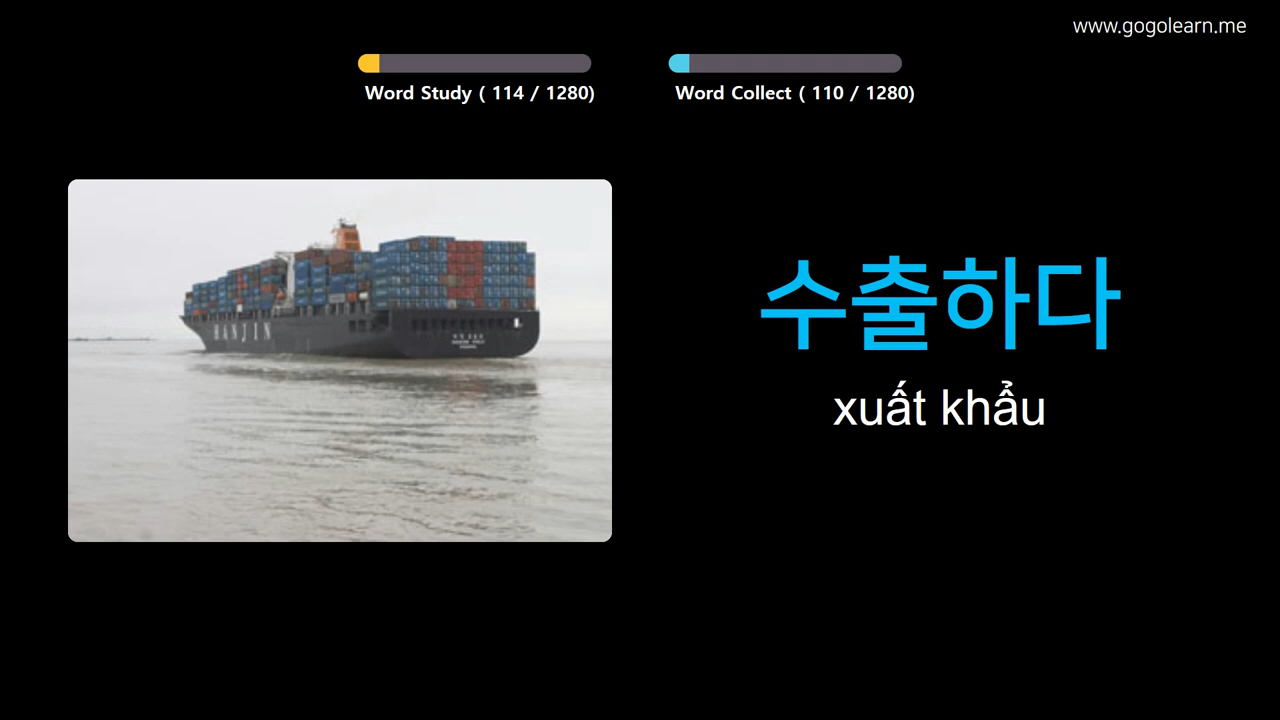 www.gogolearn.me
Word Study ( 114 / 1280)
Word Collect ( 110 / 1280)
HANJIN
수출하다
xuất khẩu